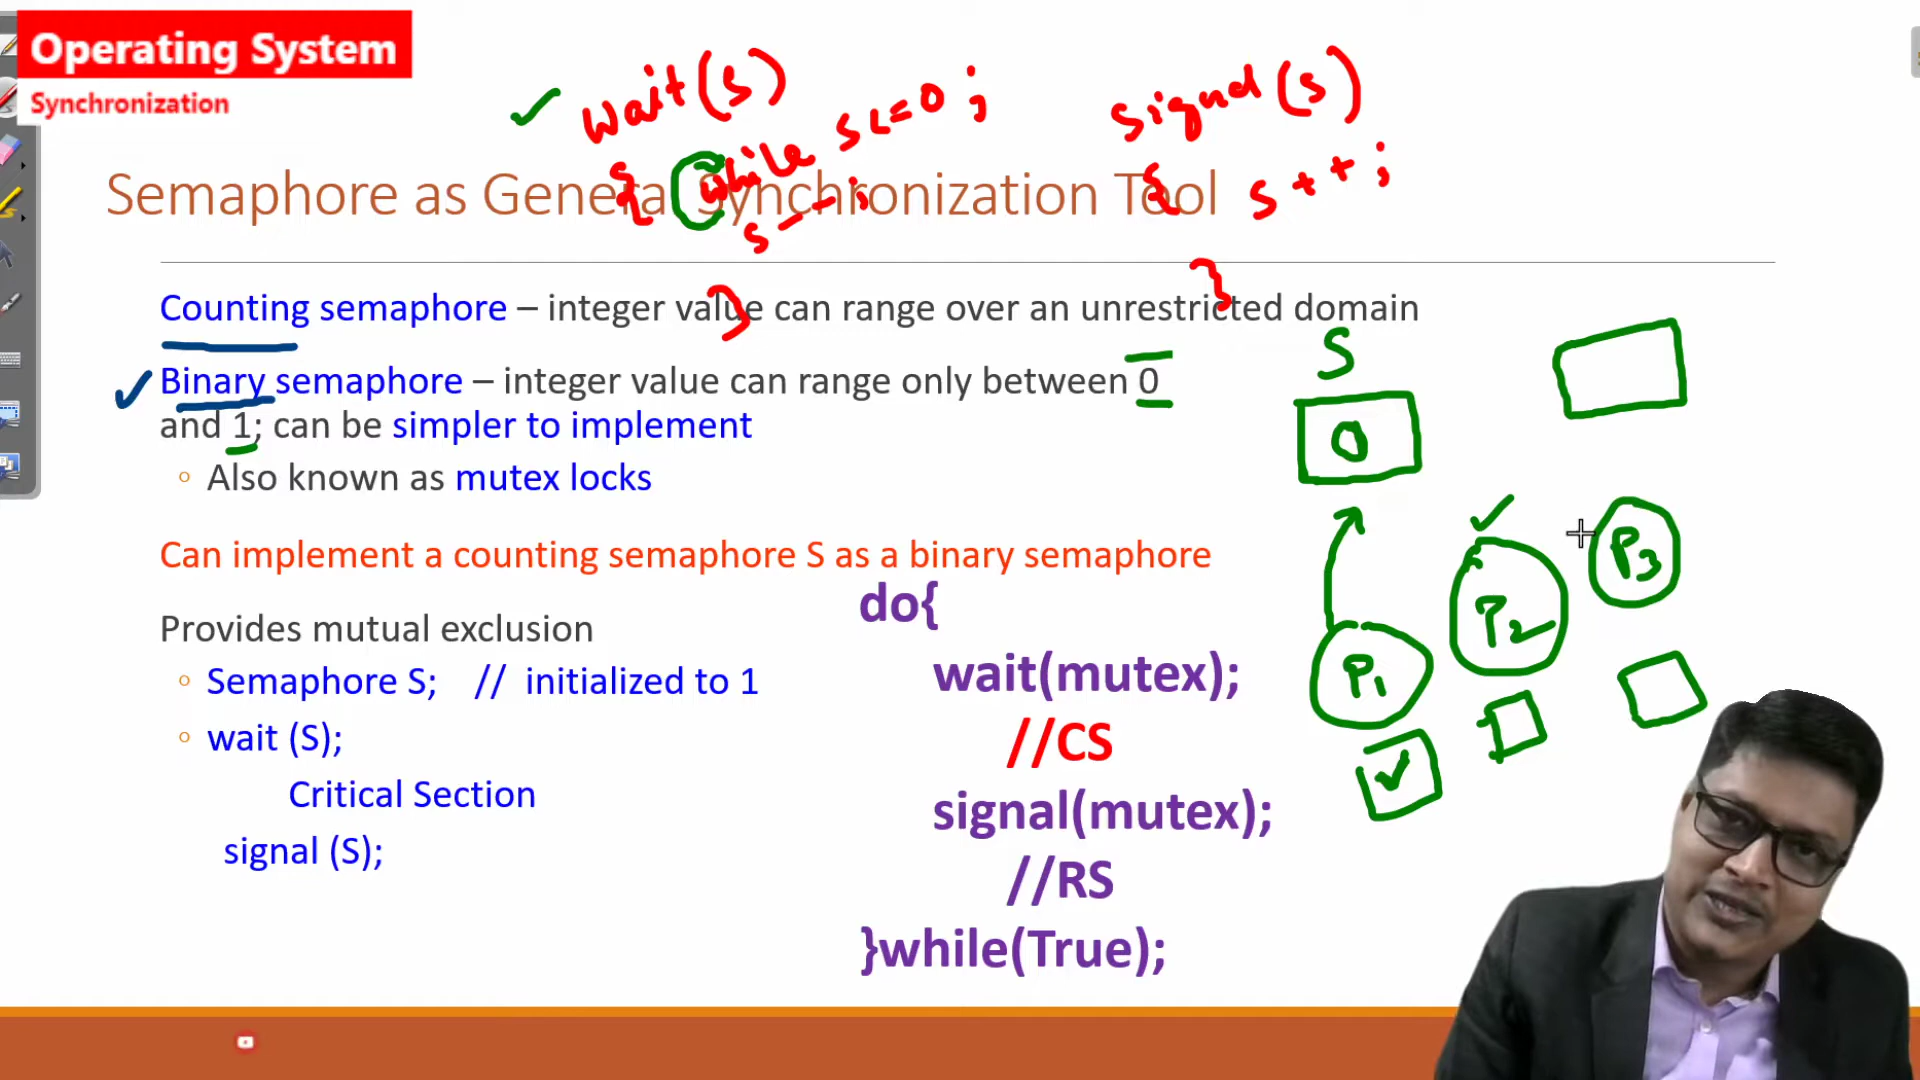 Operating System
Synchronization
wait(s)
{ while s<=0;
s--;
}
signal(s)
{ s++;
}
Semaphore as General Synchronization Tool
Counting semaphore – integer value can range over an unrestricted domain
Binary semaphore – integer value can range only between 0
and 1; can be simpler to implement
Also known as mutex locks
Can implement a counting semaphore S as a binary semaphore
Provides mutual exclusion
Semaphore S; // initialized to 1
wait (S);
Critical Section
signal (S);
do{
wait(mutex);
//CS
signal(mutex);
//RS
}while(True);
S
0
P1
P2
P3